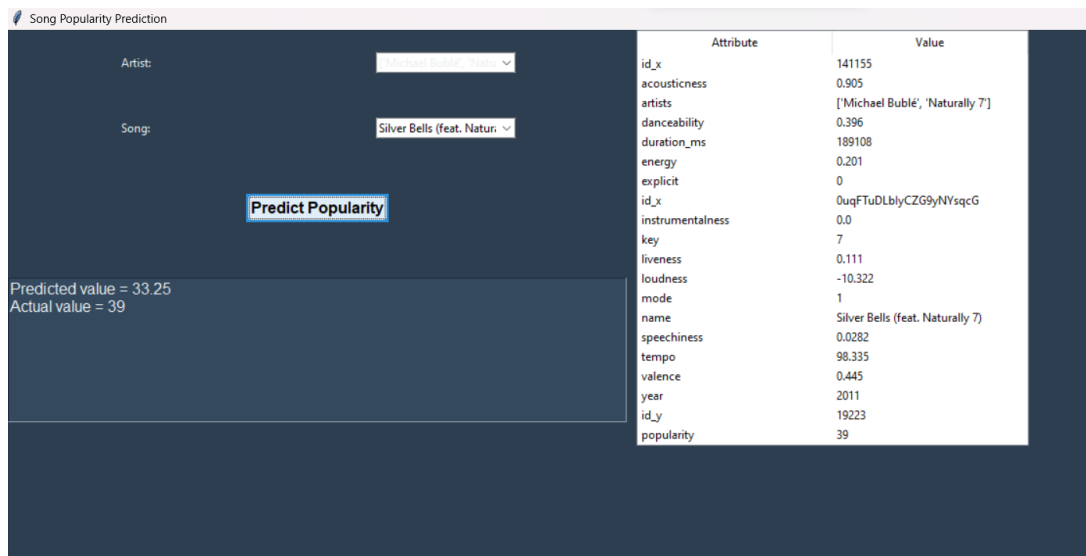 Song Popularity Prediction
Artist:
['Michael Bublé', 'Natu
Song:
Silver Bells (feat. Natura
Predict Popularity
Predicted value = 33.25
Actual value = 39
Attribute Value
id_x 141155
acousticness 0.905
artists ['Michael Bublé', 'Naturally 7']
danceability 0.396
duration_ms 189108
energy 0.201
explicit 0
id_x 0uqFTuDLblyCZG9yNYsqcG
instrumentalness 0.0
key 7
liveness 0.111
loudness -10.322
mode 1
name Silver Bells (feat. Naturally 7)
speechiness 0.0282
tempo 98.335
valence 0.445
year 2011
id_y 19223
popularity 39